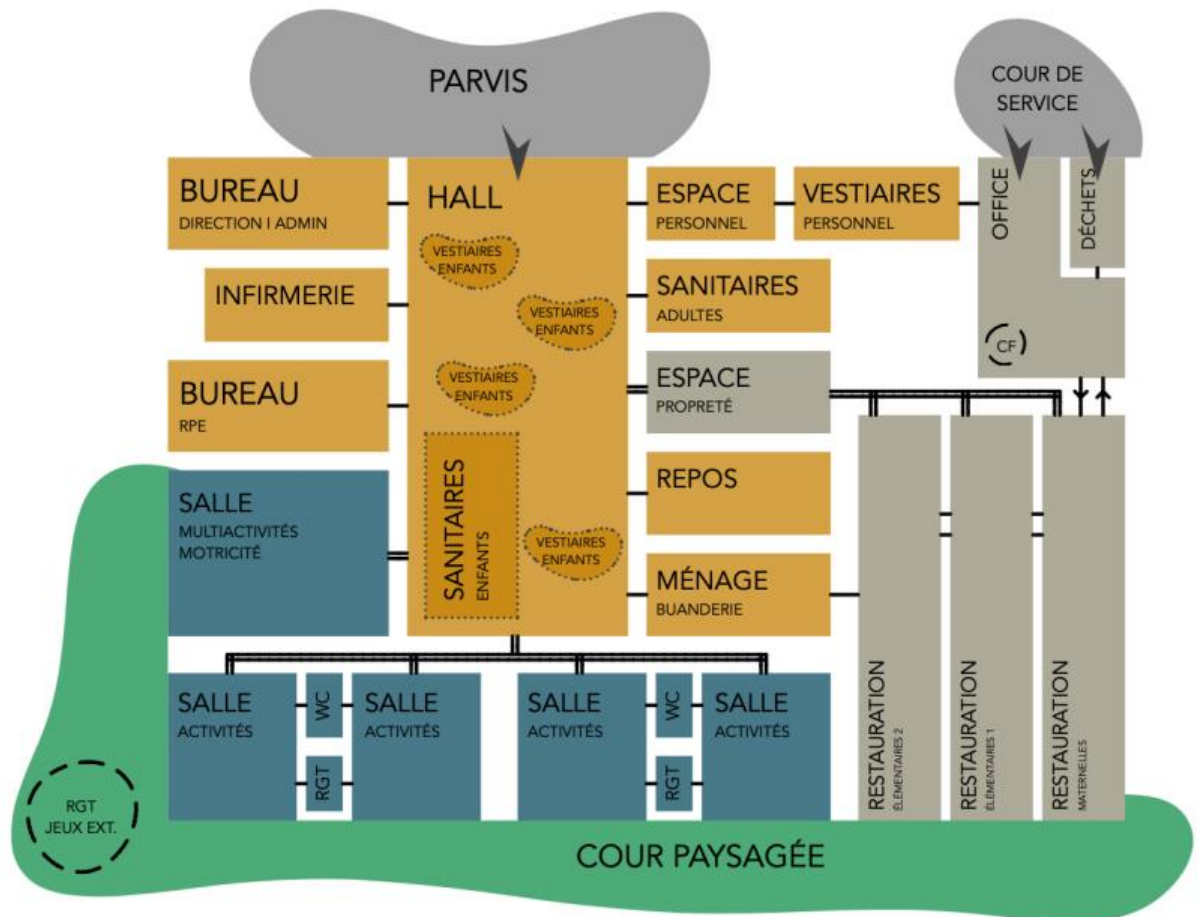 PARVIS
COUR DE
SERVICE
BUREAU
DIRECTION I ADMIN
HALL
ESPACE
PERSONNEL
VESTIAIRES
PERSONNEL
OFFICE
DÉCHETS
VESTIAIRES
ENFANTS
INFIRMERIE
SANITAIRES
ADULTES
VESTIAIRES
ENFANTS
CF
BUREAU
RPE
VESTIAIRES
ENFANTS
ESPACE
PROPRETÉ
SALLE
MULTIACTIVITÉS
MOTRICITÉ
SANITAIRES
ENFANTS
REPOS
VESTIAIRES
ENFANTS
MÉNAGE
BUANDERIE
SALLE
ACTIVITÉS
WC
RGT
SALLE
ACTIVITÉS
SALLE
ACTIVITÉS
WC
RGT
SALLE
ACTIVITÉS
RESTAURATION
ÉLÉMENTAIRES 2
RESTAURATION
ÉLÉMENTAIRES 1
RESTAURATION
MATERNELLES
RGT
JEUX EXT.
COUR PAYSAGÉE